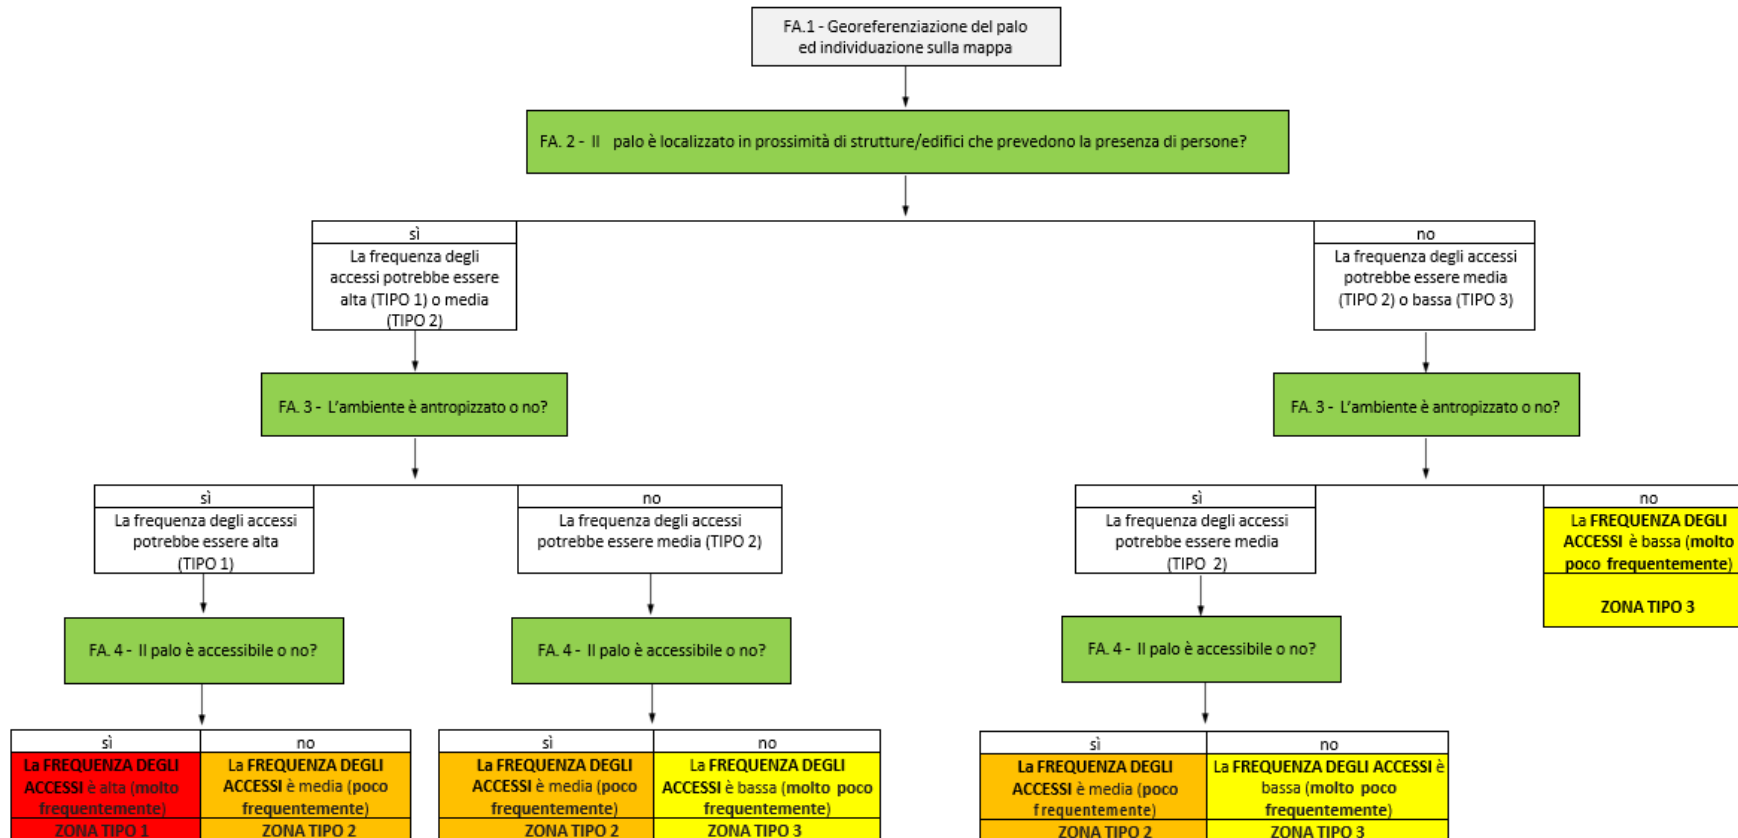 FA.1 - Georeferenziazione del palo
ed individuazione sulla mappa
FA. 2 - Il palo è localizzato in prossimità di strutture/edifici che prevedono la presenza di persone?
sì
La frequenza degli
accessi potrebbe essere
alta (TIPO 1) o media
(TIPO 2)
no
La frequenza degli accessi
potrebbe essere media
(TIPO 2) o bassa (TIPO 3)
FA. 3 - L'ambiente è antropizzato o no?
FA. 3 - L'ambiente è antropizzato o no?
sì
La frequenza degli accessi
potrebbe essere alta
(TIPO 1)
no
La frequenza degli accessi
potrebbe essere media (TIPO 2)
sì
La frequenza degli accessi
potrebbe essere media
(TIPO 2)
no
La FREQUENZA DEGLI
ACCESSI è bassa (molto
poco frequentemente)
ZONA TIPO 3
FA. 4 - Il palo è accessibile o no?
FA. 4 - Il palo è accessibile o no?
FA. 4 - Il palo è accessibile o no?
sì
La FREQUENZA DEGLI
ACCESSI è alta (molto
frequentemente)
ZONA TIPO 1
no
La FREQUENZA DEGLI
ACCESSI è media (poco
frequentemente)
ZONA TIPO 2
sì
La FREQUENZA DEGLI
ACCESSI è media (poco
frequentemente)
ZONA TIPO 2
no
La FREQUENZA DEGLI
ACCESSI è bassa (molto poco
frequentemente)
ZONA TIPO 3
sì
La FREQUENZA DEGLI
ACCESSI è media (poco
frequentemente)
ZONA TIPO 2
no
La FREQUENZA DEGLI ACCESSI è
bassa (molto poco
frequentemente)
ZONA TIPO 3